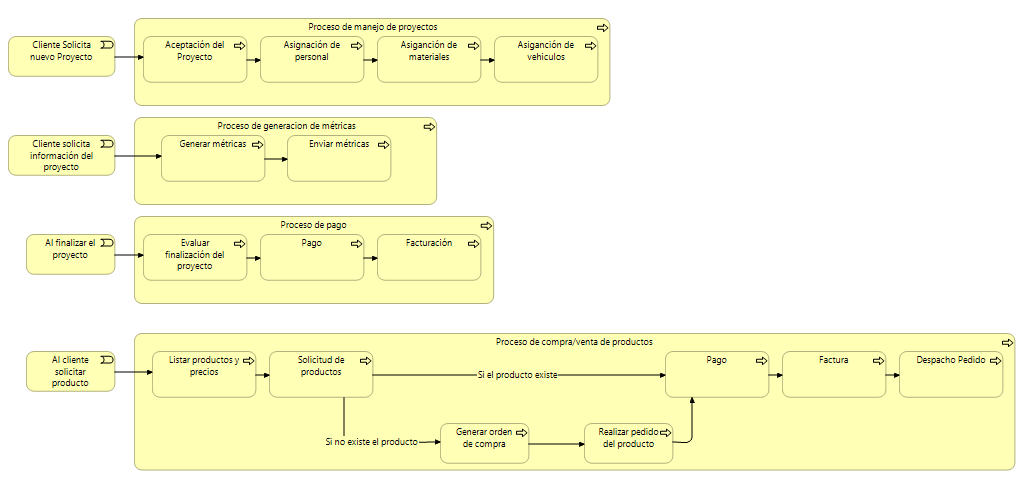 Proceso de manejo de proyectos
Cliente Solicita
nuevo Proyecto
Aceptación del
Proyecto
Asignación de
personal
Asigancción de
materiales
Asigancción de
vehiculos
Proceso de generacion de métricas
Cliente solicita
información del
proyecto
Generar métricas
Enviar métricas
Proceso de pago
Al finalizar el
proyecto
Evaluar
finalización del
proyecto
Pago
Facturación
Proceso de compra/venta de productos
Al cliente
solicitar
producto
Listar productos y
precios
Solicitud de
productos
Si el producto existe
Pago
Factura
Despacho Pedido
Si no existe el producto
Generar orden
de compra
Realizar pedido
del producto